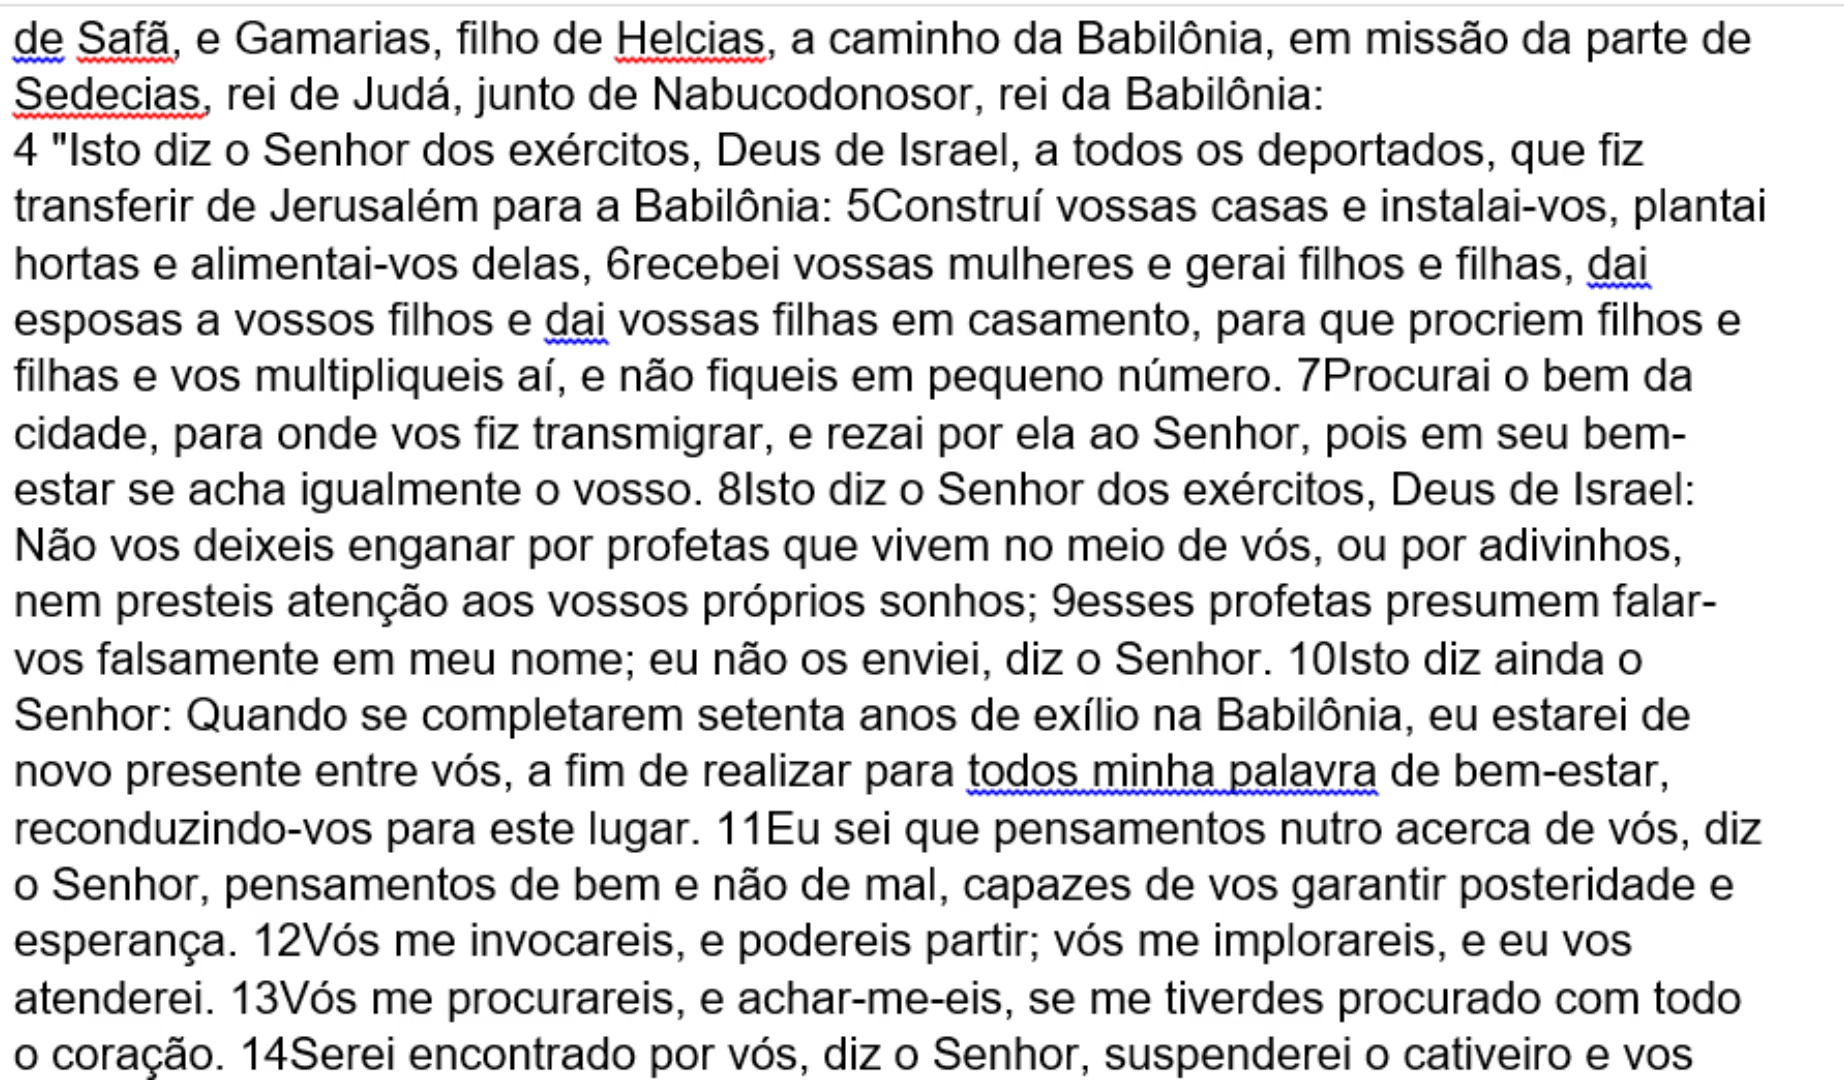 de Safã, e Gamarias, filho de Helcias, a caminho da Babilônia, em missão da parte de
Sedecias, rei de Judá, junto de Nabucodonosor, rei da Babilônia:
4 "Isto diz o Senhor dos exércitos, Deus de Israel, a todos os deportados, que fiz
transferir de Jerusalém para a Babilônia: 5Construí vossas casas e instalai-vos, plantai
hortas e alimentai-vos delas, 6recebei vossas mulheres e gerai filhos e filhas, dai
esposas a vossos filhos e dai vossas filhas em casamento, para que procriem filhos e
filhas e vos multipliqueis aí, e não fiqueis em pequeno número. 7Procurai o bem da
cidade, para onde vos fiz transmigrar, e rezai por ela ao Senhor, pois em seu bem-
estar se acha igualmente o vosso. 8Isto diz o Senhor dos exércitos, Deus de Israel:
Não vos deixeis enganar por profetas que vivem no meio de vós, ou por adivinhos,
nem presteis atenção aos vossos próprios sonhos; 9esses profetas presumem falar-
vos falsamente em meu nome; eu não os enviei, diz o Senhor. 10Isto diz ainda o
Senhor: Quando se completarem setenta anos de exílio na Babilônia, eu estarei de
novo presente entre vós, a fim de realizar para todos minha palavra de bem-estar,
reconduzindo-vos para este lugar. 11Eu sei que pensamentos nutro acerca de vós, diz
o Senhor, pensamentos de bem e não de mal, capazes de vos garantir posteridade e
esperança. 12Vós me invocareis, e podereis partir; vós me implorareis, e eu vos
atenderei. 13Vós me procurareis, e achar-me-eis, se me tiverdes procurado com todo
o coração. 14Serei encontrado por vós, diz o Senhor, suspenderei o cativeiro e vos